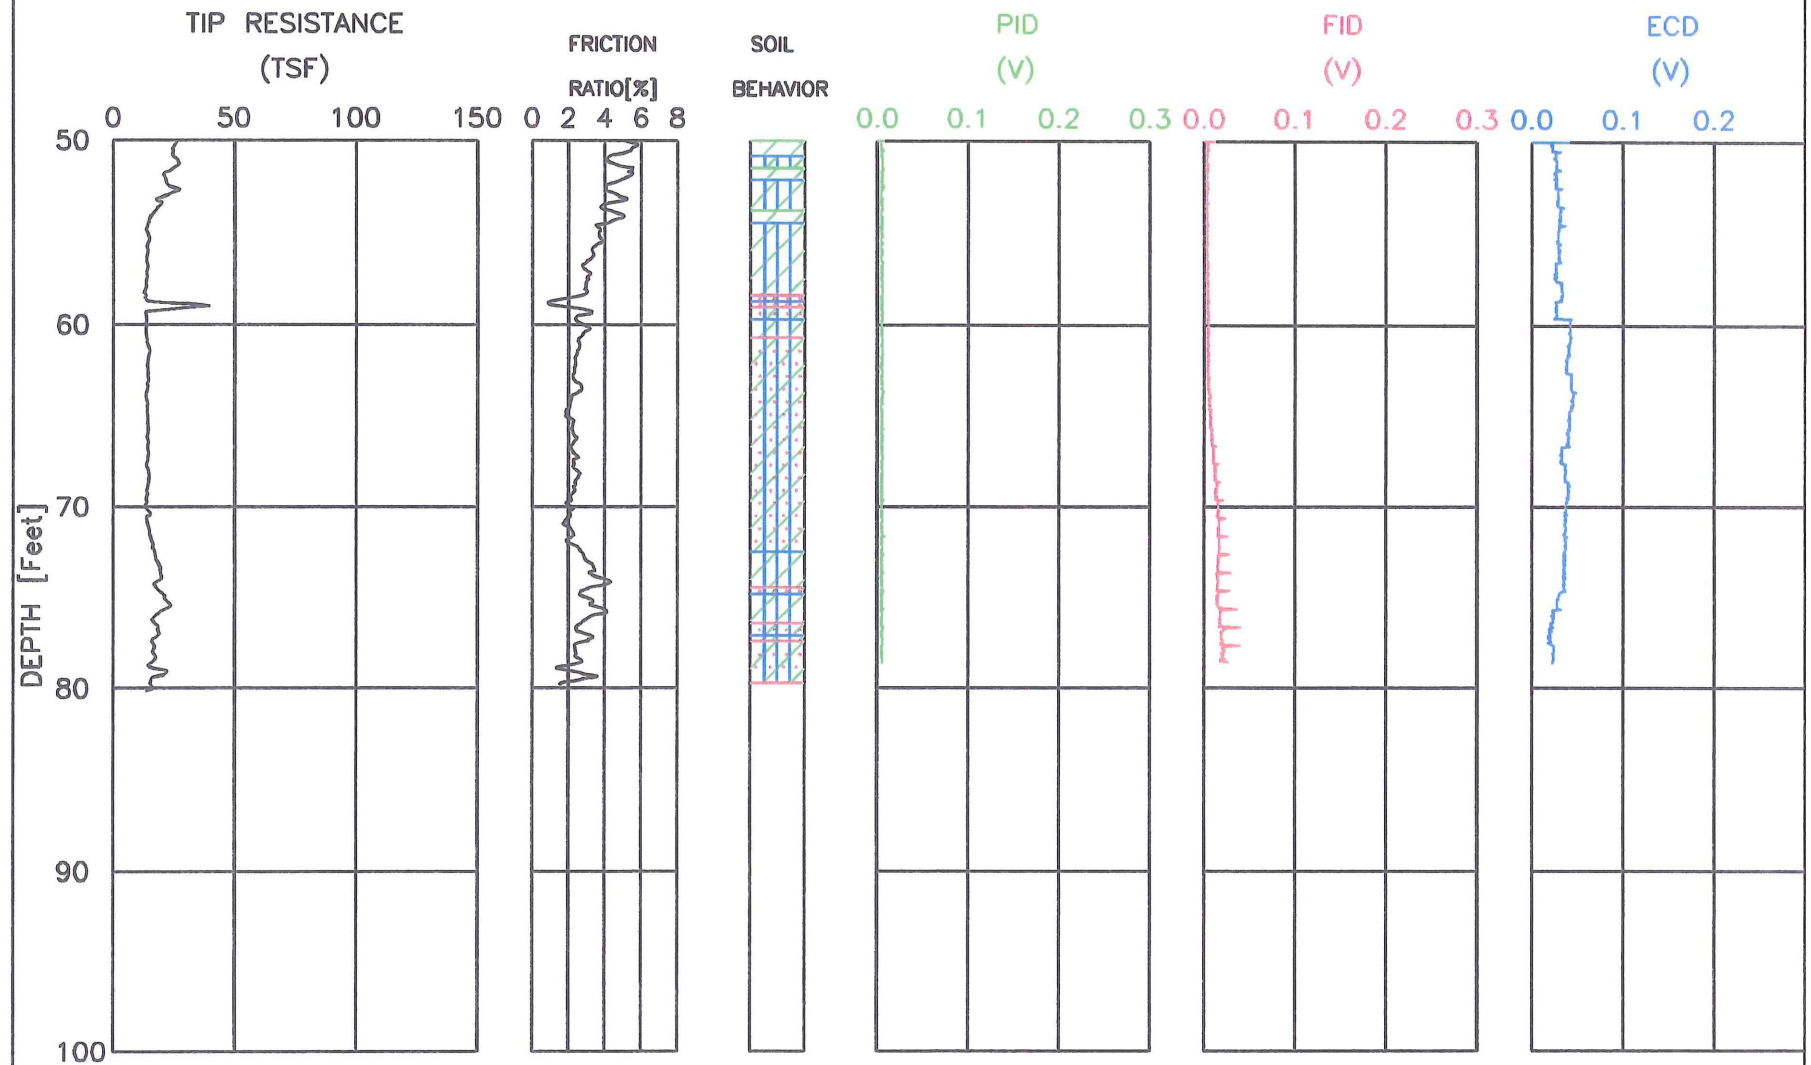 TIP RESISTANCE
(TSF)
0 50 100 150
FRICTION
RATIO[%]
0 2 4 6 8
SOIL
BEHAVIOR
PID
(V)
0.0 0.1 0.2 0.3
FID
(V)
0.0 0.1 0.2 0.3
ECD
(V)
0.0 0.1 0.2
DEPTH [Feet]
50
60
70
80
90
100